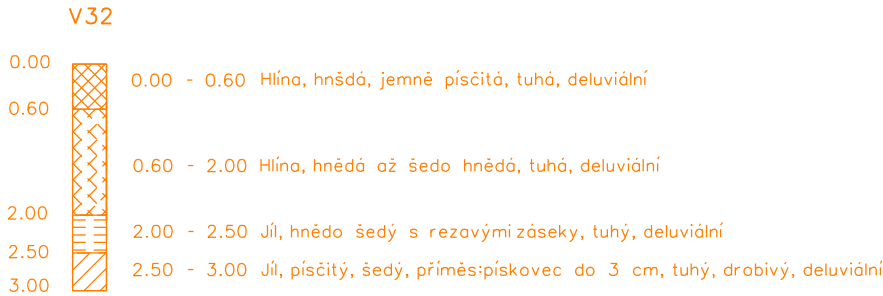 V32
0.00
0.00 - 0.60 Hlína, hnšdá, jemně písčitá, tuhá, deluviální
0.60
0.60 - 2.00 Hlína, hnědá až šedo hnědá, tuhá, deluviální
2.00
2.00 - 2.50 Jíl, hnědo šedý s rezavými záseky, tuhý, deluviální
2.50
2.50 - 3.00 Jíl, písčitý, šedý, příměs:pískovec do 3 cm, tuhý, drobivý, deluviální
3.00